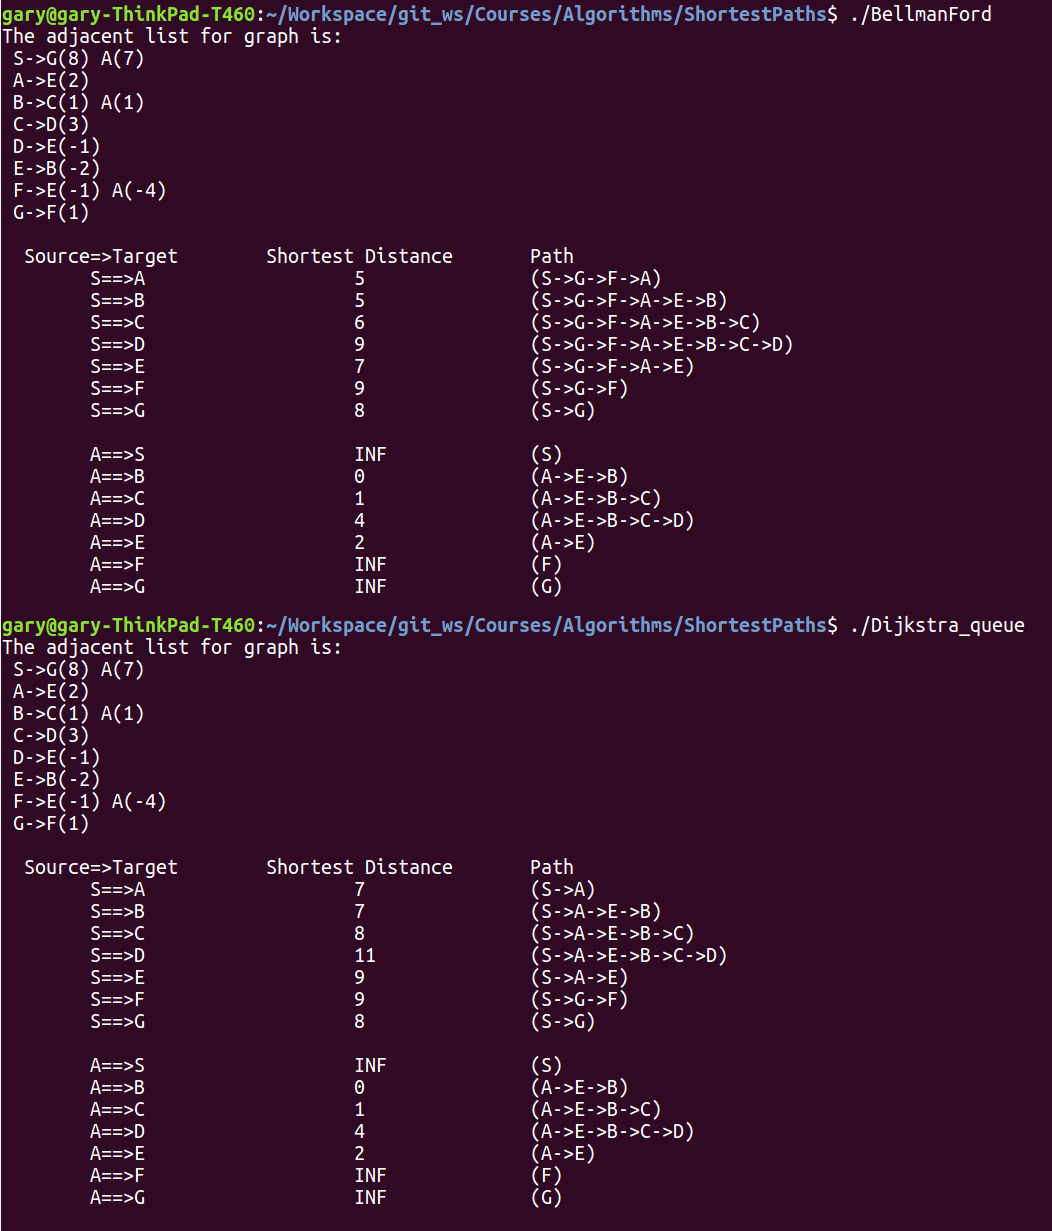 gary@gary-ThinkPad-T460:~/Workspace/git_ws/Courses/Algorithms/ShortestPaths$ ./BellmanFord
The adjacent list for graph is:
S->G(8) A(7)
A->E(2)
B->C(1) A(1)
C->D(3)
D->E(-1)
E->B(-2)
F->E(-1) A(-4)
G->F(1)
Source=>Target Shortest Distance Path
S==>A 5 (S->G->F->A)
S==>B 5 (S->G->F->A->E->B)
S==>C 6 (S->G->F->A->E->B->C)
S==>D 9 (S->G->F->A->E->B->C->D)
S==>E 7 (S->G->F->A->E)
S==>F 9 (S->G->F)
S==>G 8 (S->G)
A==>S INF (S)
A==>B 0 (A->E->B)
A==>C 1 (A->E->B->C)
A==>D 4 (A->E->B->C->D)
A==>E 2 (A->E)
A==>F INF (F)
A==>G INF (G)
gary@gary-ThinkPad-T460:~/Workspace/git_ws/Courses/Algorithms/ShortestPaths$ ./Dijkstra_queue
The adjacent list for graph is:
S->G(8) A(7)
A->E(2)
B->C(1) A(1)
C->D(3)
D->E(-1)
E->B(-2)
F->E(-1) A(-4)
G->F(1)
Source=>Target Shortest Distance Path
S==>A 7 (S->A)
S==>B 7 (S->A->E->B)
S==>C 8 (S->A->E->B->C)
S==>D 11 (S->A->E->B->C->D)
S==>E 9 (S->A->E)
S==>F 9 (S->G->F)
S==>G 8 (S->G)
A==>S INF (S)
A==>B 0 (A->E->B)
A==>C 1 (A->E->B->C)
A==>D 4 (A->E->B->C->D)
A==>E 2 (A->E)
A==>F INF (F)
A==>G INF (G)